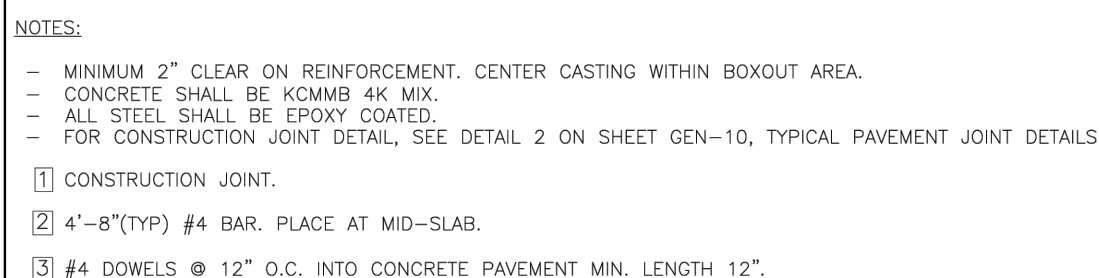 NOTES:
– MINIMUM 2" CLEAR ON REINFORCEMENT. CENTER CASTING WITHIN BOXOUT AREA.
– CONCRETE SHALL BE KCMMB 4K MIX.
– ALL STEEL SHALL BE EPOXY COATED.
– FOR CONSTRUCTION JOINT DETAIL, SEE DETAIL 2 ON SHEET GEN–10, TYPICAL PAVEMENT JOINT DETAILS
1 CONSTRUCTION JOINT.
2 4'–8"(TYP) #4 BAR. PLACE AT MID–SLAB.
3 #4 DOWELS @ 12" O.C. INTO CONCRETE PAVEMENT MIN. LENGTH 12".